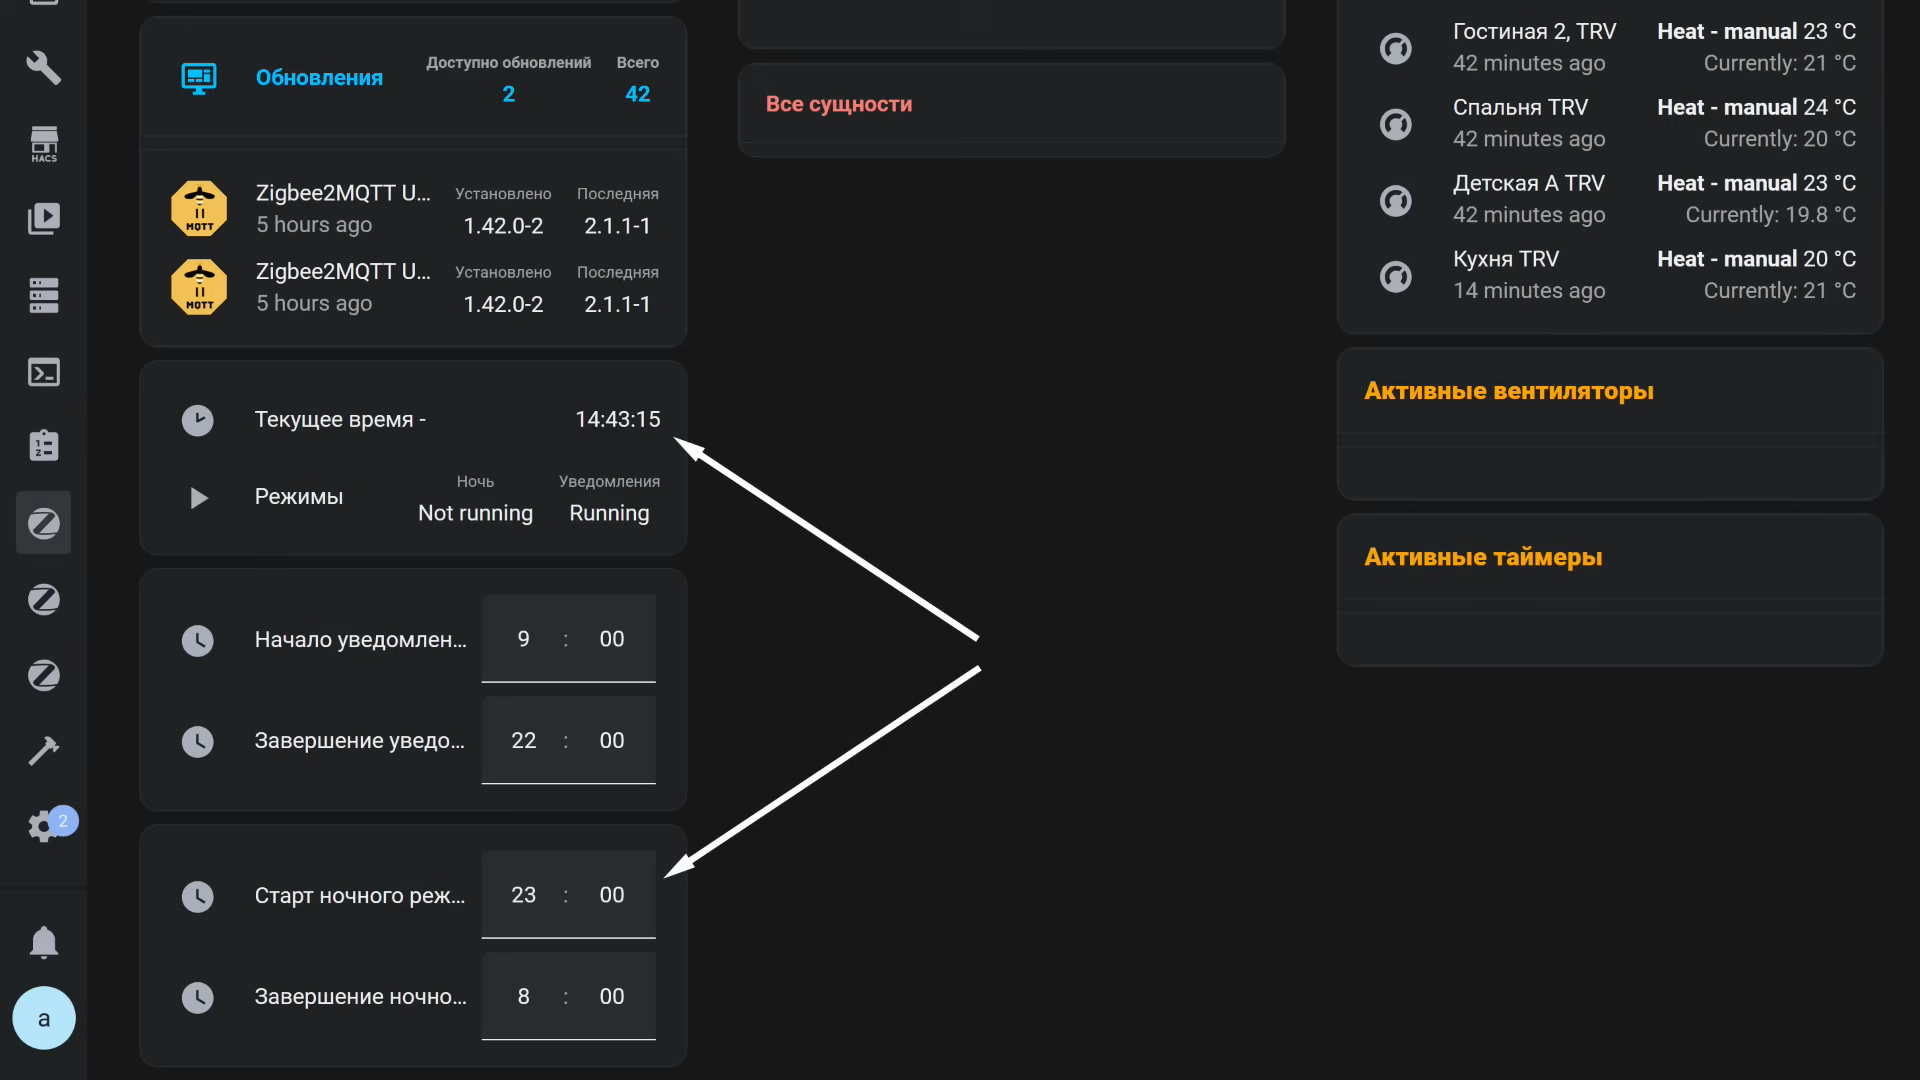 HACS
2
a
Обновления
Доступно обновлений
2
Всего
42
MQTT
Zigbee2MQTT U...
5 hours ago
Установлено
1.42.0-2
Последняя
2.1.1-1
MQTT
Zigbee2MQTT U...
5 hours ago
Установлено
1.42.0-2
Последняя
2.1.1-1
Текущее время -
14:43:15
Режимы
Ночь
Not running
Уведомления
Running
Начало уведомлен...
9 : 00
Завершение уведо...
22 : 00
Старт ночного реж...
23 : 00
Завершение ночно...
8 : 00
Все сущности
Гостиная 2, TRV
42 minutes ago
Heat - manual 23 °C
Currently: 21 °C
Спальня TRV
42 minutes ago
Heat - manual 24 °C
Currently: 20 °C
Детская А TRV
42 minutes ago
Heat - manual 23 °C
Currently: 19.8 °C
Кухня TRV
14 minutes ago
Heat - manual 20 °C
Currently: 21 °C
Активные вентиляторы
Активные таймеры